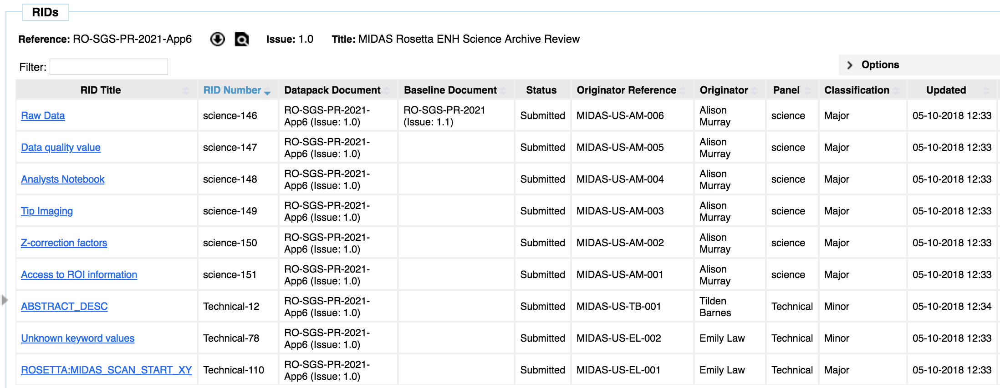 RIDs
Reference: RO-SGS-PR-2021-App6 Issue: 1.0 Title: MIDAS Rosetta ENH Science Archive Review
Filter:
Options
RID Title RID Number Datapack Document Baseline Document Status Originator Reference Originator Panel Classification Updated
Raw Data science-146 RO-SGS-PR-2021-App6 (Issue: 1.0) RO-SGS-PR-2021 (Issue: 1.1) Submitted MIDAS-US-AM-006 Alison Murray science Major 05-10-2018 12:33
Data quality value science-147 RO-SGS-PR-2021-App6 (Issue: 1.0) Submitted MIDAS-US-AM-005 Alison Murray science Major 05-10-2018 12:33
Analysts Notebook science-148 RO-SGS-PR-2021-App6 (Issue: 1.0) Submitted MIDAS-US-AM-004 Alison Murray science Major 05-10-2018 12:33
Tip Imaging science-149 RO-SGS-PR-2021-App6 (Issue: 1.0) Submitted MIDAS-US-AM-003 Alison Murray science Major 05-10-2018 12:33
Z-correction factors science-150 RO-SGS-PR-2021-App6 (Issue: 1.0) Submitted MIDAS-US-AM-002 Alison Murray science Major 05-10-2018 12:33
Access to ROI information science-151 RO-SGS-PR-2021-App6 (Issue: 1.0) Submitted MIDAS-US-AM-001 Alison Murray science Major 05-10-2018 12:33
ABSTRACT_DESC Technical-12 RO-SGS-PR-2021-App6 (Issue: 1.0) Submitted MIDAS-US-TB-001 Tilden Barnes Technical Minor 05-10-2018 12:34
Unknown keyword values Technical-78 RO-SGS-PR-2021-App6 (Issue: 1.0) Submitted MIDAS-US-EL-002 Emily Law Technical Minor 05-10-2018 12:33
ROSETTA:MIDAS_SCAN_START_XY Technical-110 RO-SGS-PR-2021-App6 (Issue: 1.0) Submitted MIDAS-US-EL-001 Emily Law Technical Major 05-10-2018 12:33